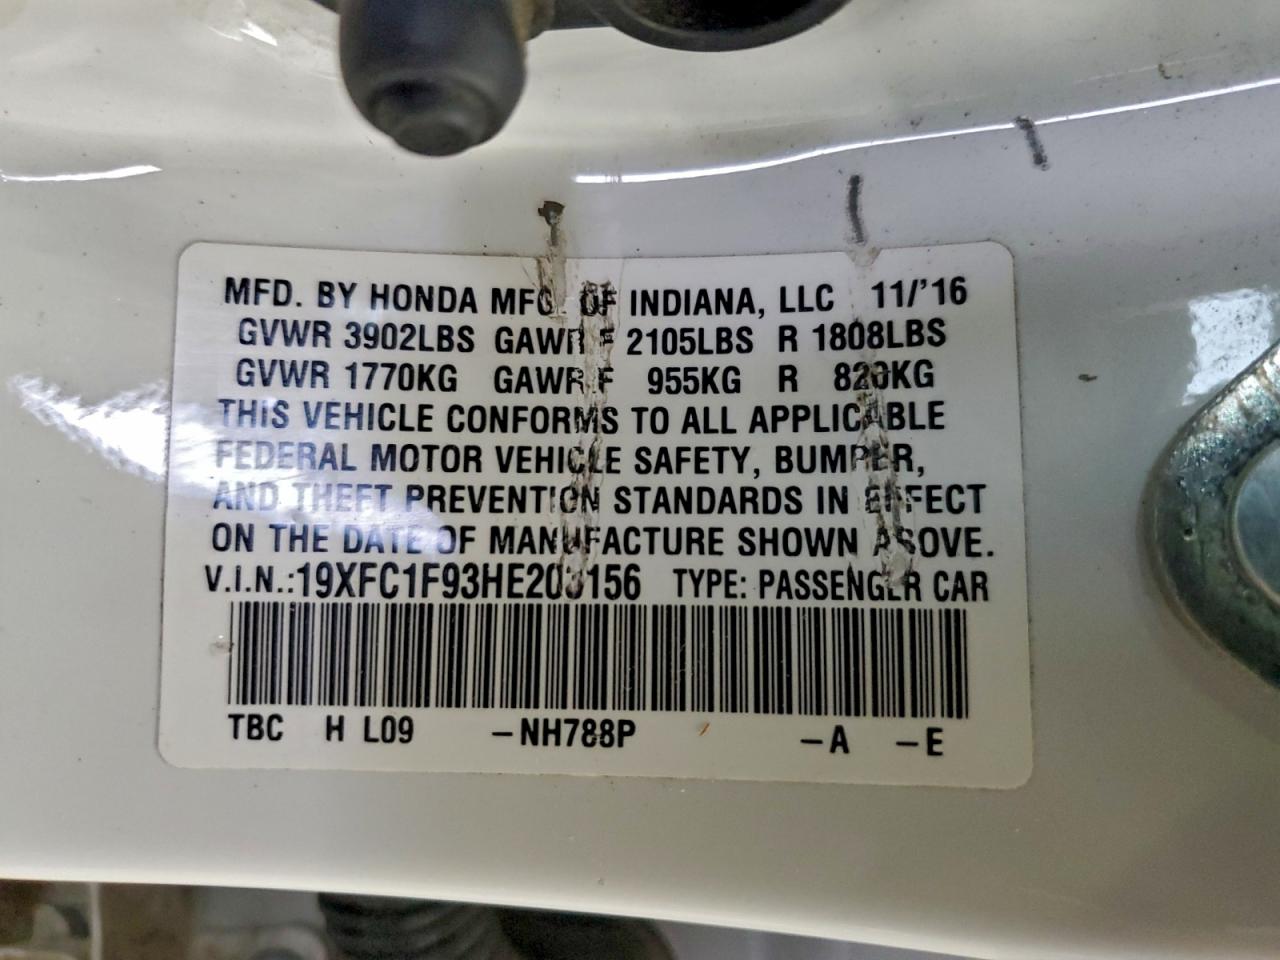 MFD. BY HONDA MFG. OF INDIANA, LLC 11/'16
GVWR 3902LBS GAWR F 2105LBS R 1808LBS
GVWR 1770KG GAWR F 955KG R 820KG
THIS VEHICLE CONFORMS TO ALL APPLICABLE
FEDERAL MOTOR VEHICLE SAFETY, BUMPER,
AND THEFT PREVENTION STANDARDS IN EFFECT
ON THE DATE OF MANUFACTURE SHOWN ABOVE.
V.I.N.:19XFC1F93HE203156 TYPE: PASSENGER CAR
TBC H L09 -NH788P -A -E